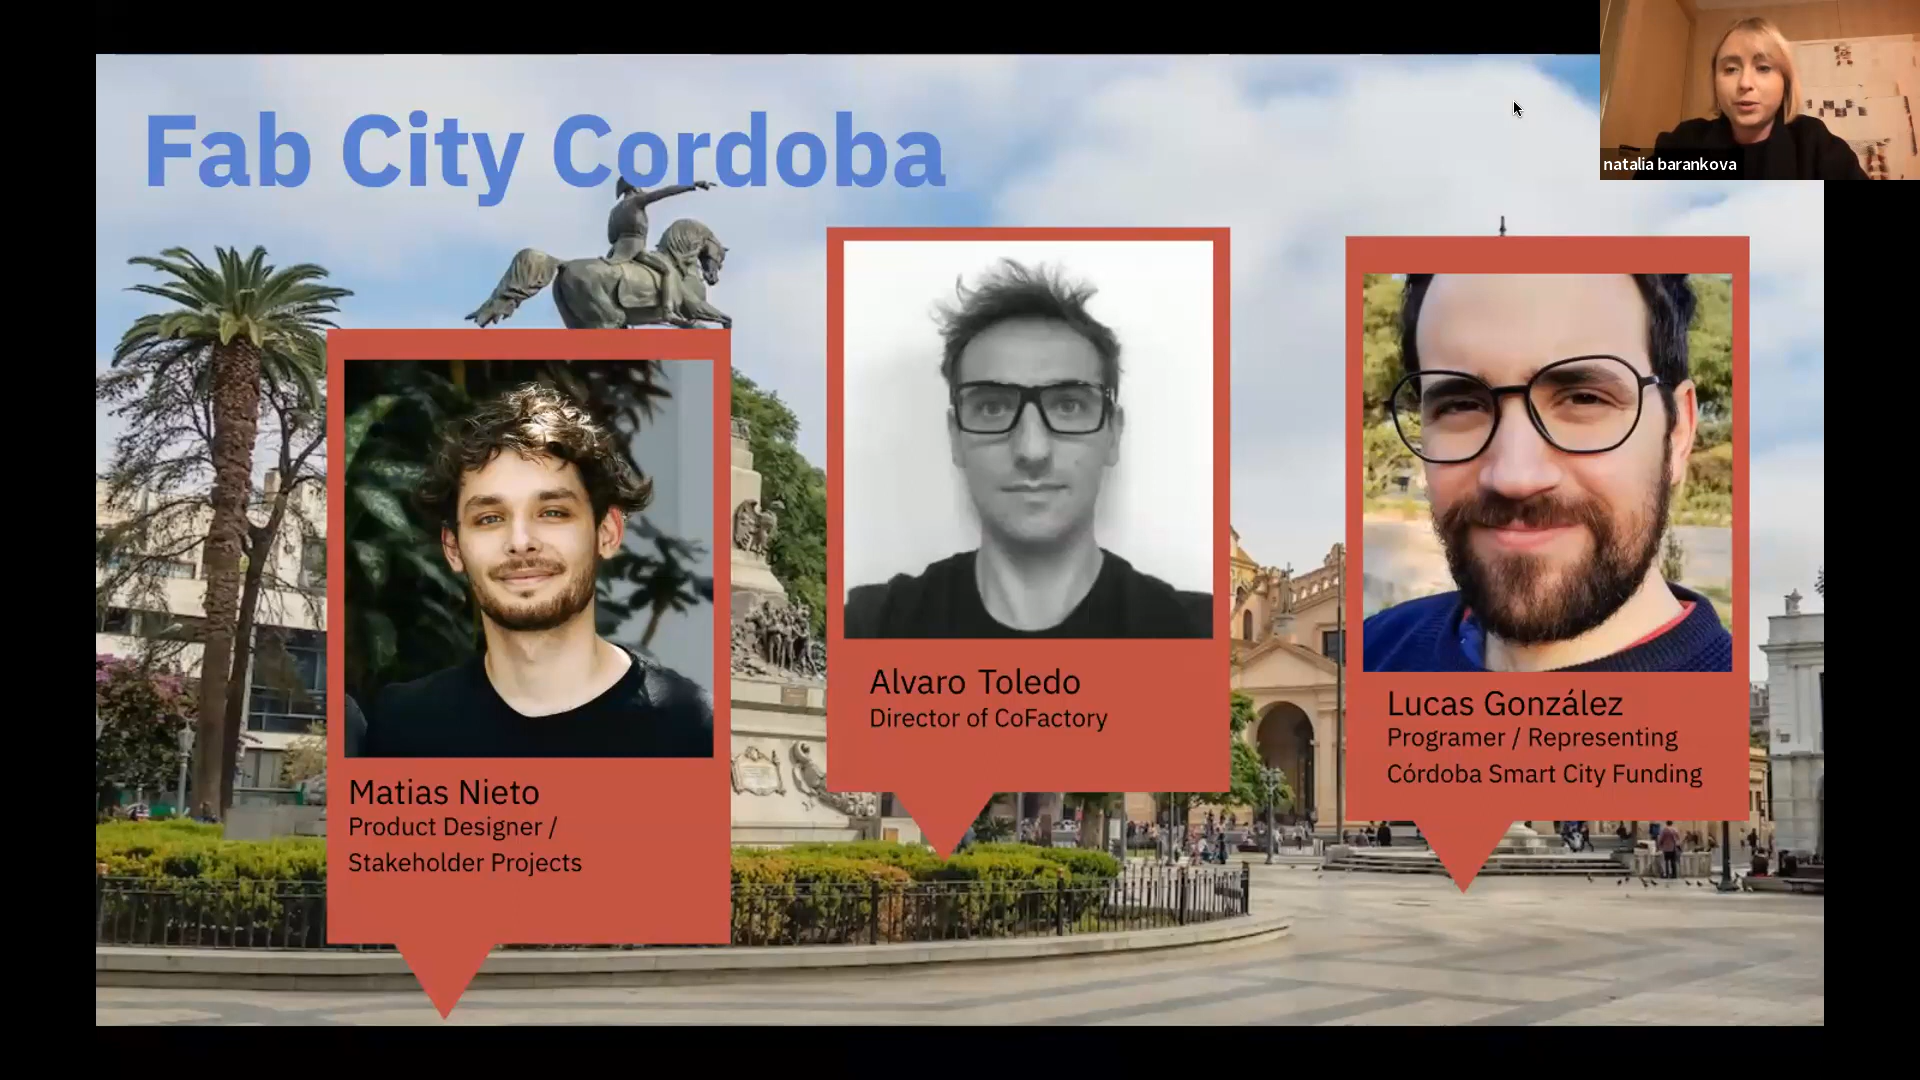 Fab City Cordoba
natalia barankova
Matias Nieto
Product Designer /
Stakeholder Projects
Alvaro Toledo
Director of CoFactory
Lucas González
Programer / Representing
Córdoba Smart City Funding